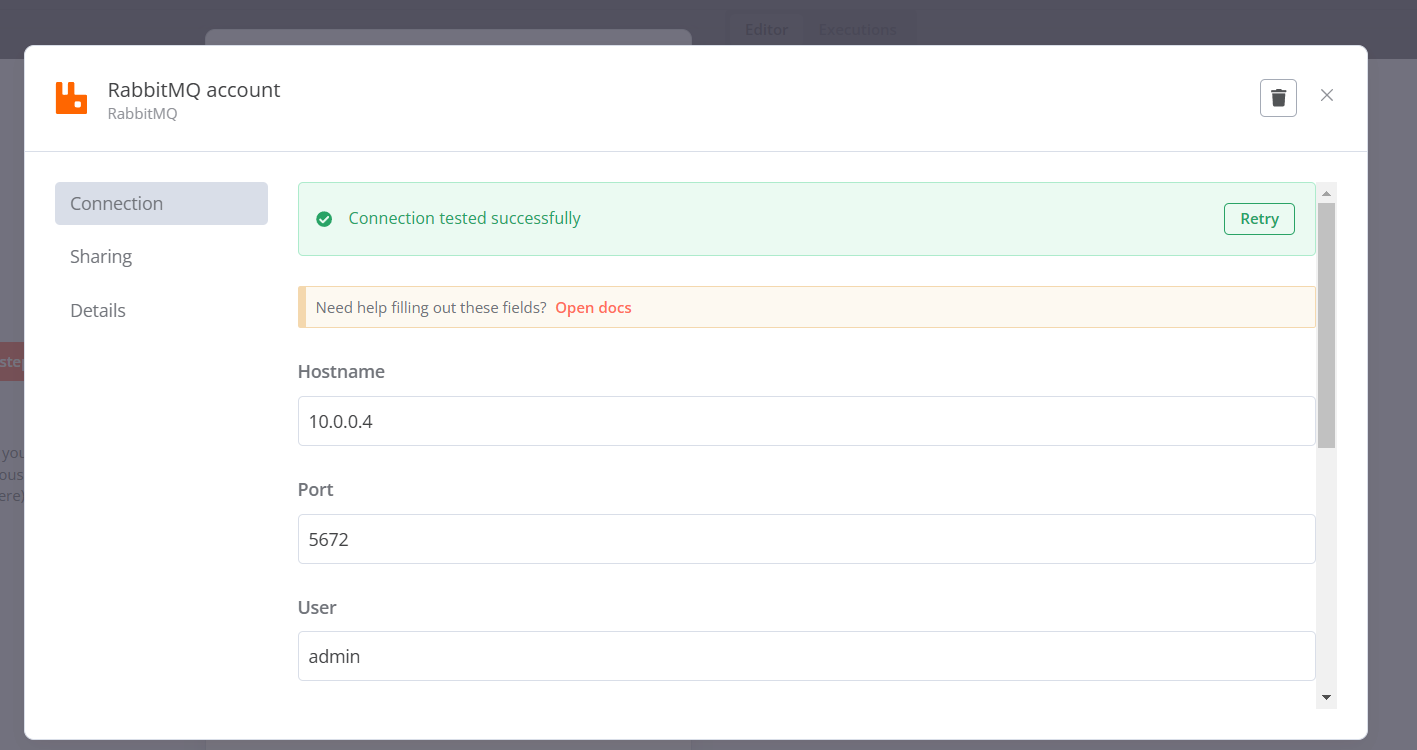 Editor Executions
RabbitMQ account
RabbitMQ
Connection
Sharing
Details
Connection tested successfully
Retry
Need help filling out these fields? Open docs
Hostname
10.0.0.4
Port
5672
User
admin
step
you
ous
ere)